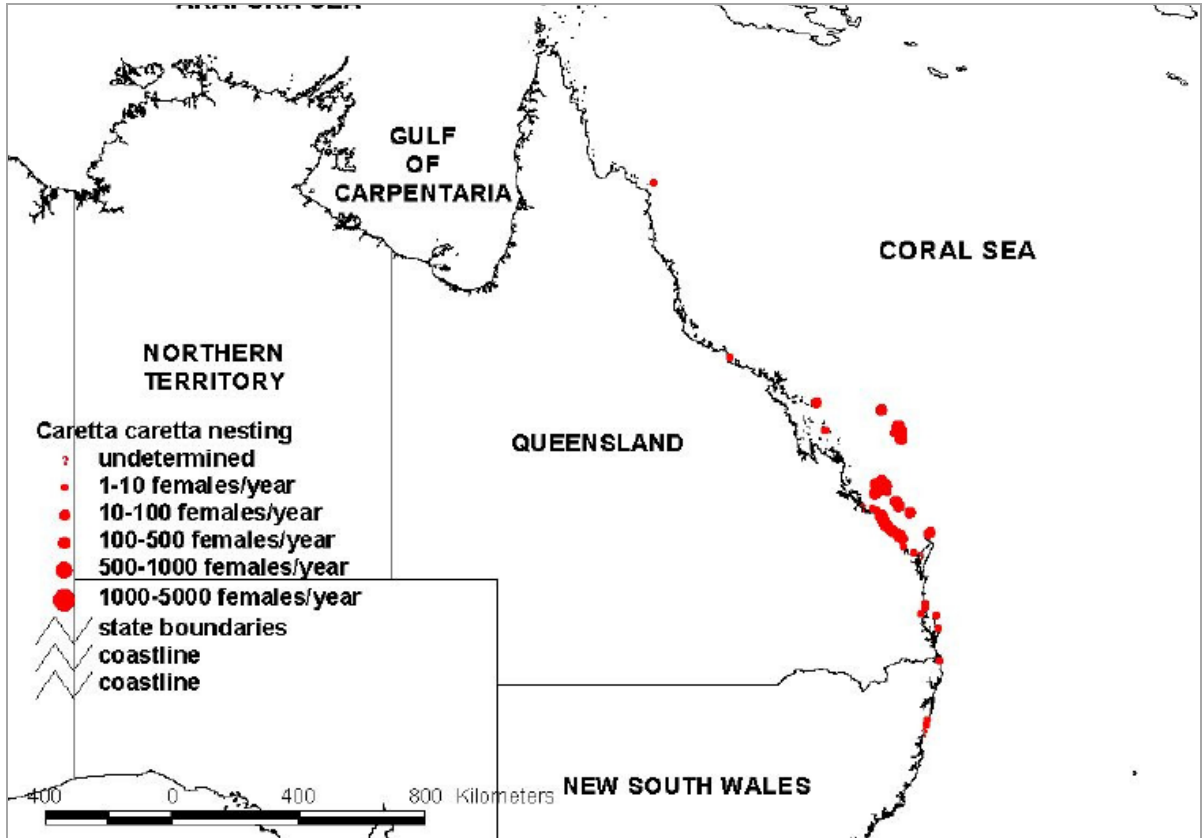 ARAFURA SEA
GULF
OF
CARPENTARIA
CORAL SEA
NORTHERN
TERRITORY
QUEENSLAND
Caretta caretta nesting
? undetermined
1-10 females/year
10-100 females/year
100-500 females/year
500-1000 females/year
1000-5000 females/year
state boundaries
coastline
coastline
NEW SOUTH WALES
400 0 400 800 Kilometers